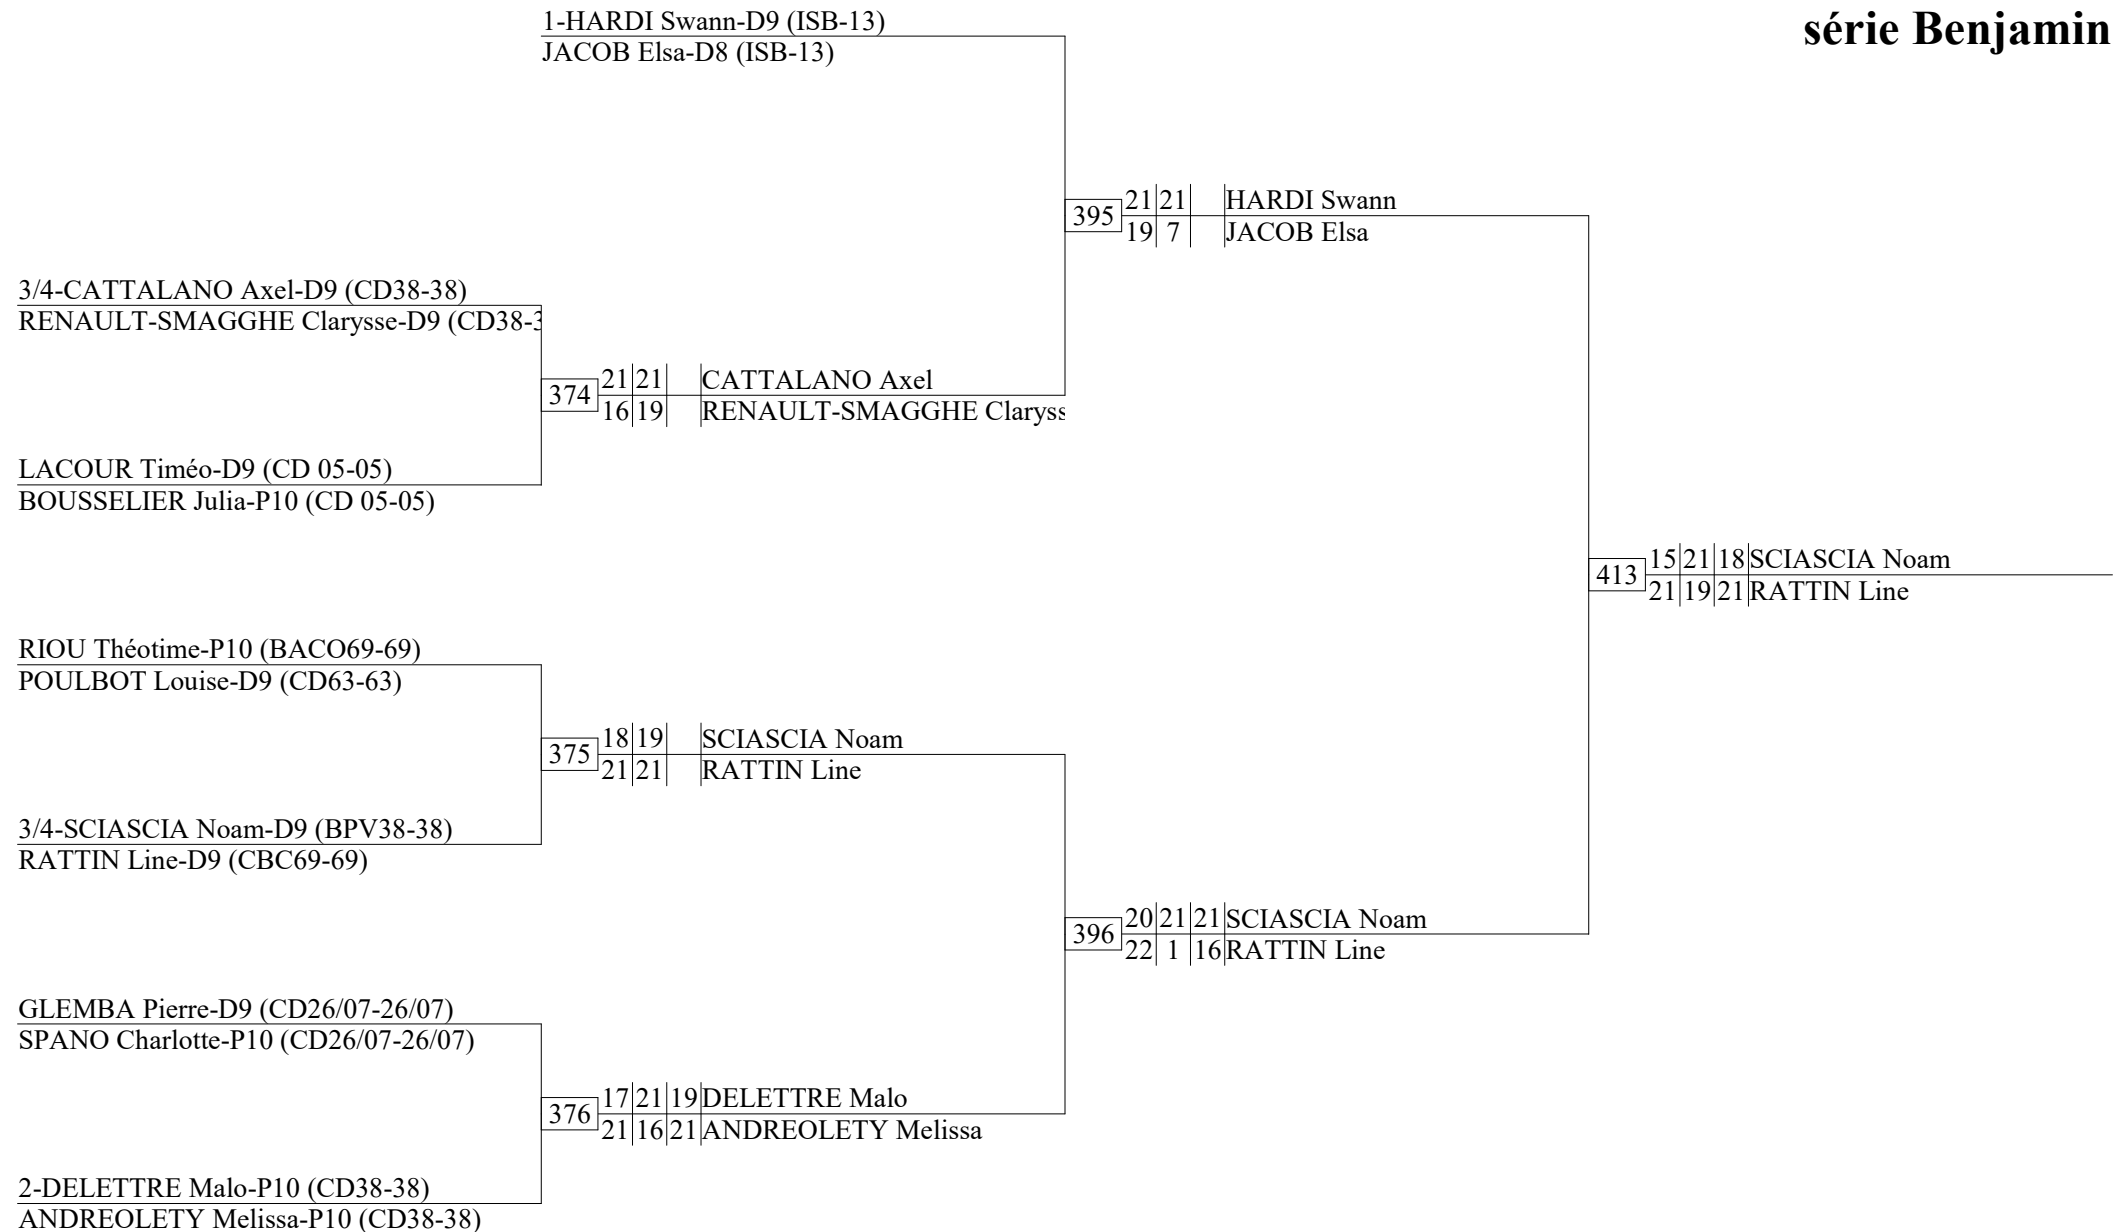 série Benjamin
1-HARDI Swann-D9 (ISB-13)
JACOB Elsa-D8 (ISB-13)
395 21 21 HARDI Swann
19 7 JACOB Elsa
3/4-CATTALANO Axel-D9 (CD38-38)
RENAULT-SMAGGHE Clarysse-D9 (CD38-3
374 21 21 CATTALANO Axel
16 19 RENAULT-SMAGGHE Claryss
LACOUR Timéo-D9 (CD 05-05)
BOUSSELIER Julia-P10 (CD 05-05)
413 15 21 18 SCIASCIA Noam
21 19 21 RATTIN Line
RIOU Théotime-P10 (BACO69-69)
POULBOT Louise-D9 (CD63-63)
375 18 19 SCIASCIA Noam
21 21 RATTIN Line
3/4-SCIASCIA Noam-D9 (BPV38-38)
RATTIN Line-D9 (CBC69-69)
396 20 21 21 SCIASCIA Noam
22 1 16 RATTIN Line
GLEMBA Pierre-D9 (CD26/07-26/07)
SPANO Charlotte-P10 (CD26/07-26/07)
376 17 21 19 DELETTRE Malo
21 16 21 ANDREOLETY Melissa
2-DELETTRE Malo-P10 (CD38-38)
ANDREOLETY Melissa-P10 (CD38-38)